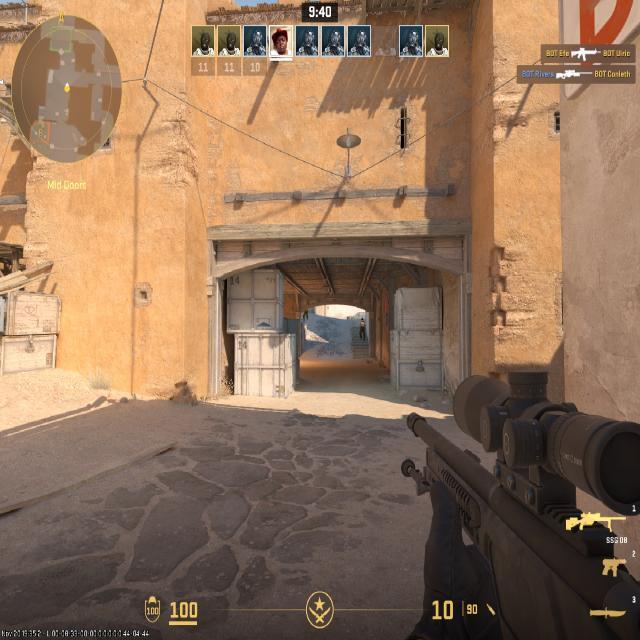 9:40
11 11 10
BOT Efe BOT Ulric
BOT Rivers BOT Conleth
Mid Doors
1
SSG 08
2
3
100 100
10 90